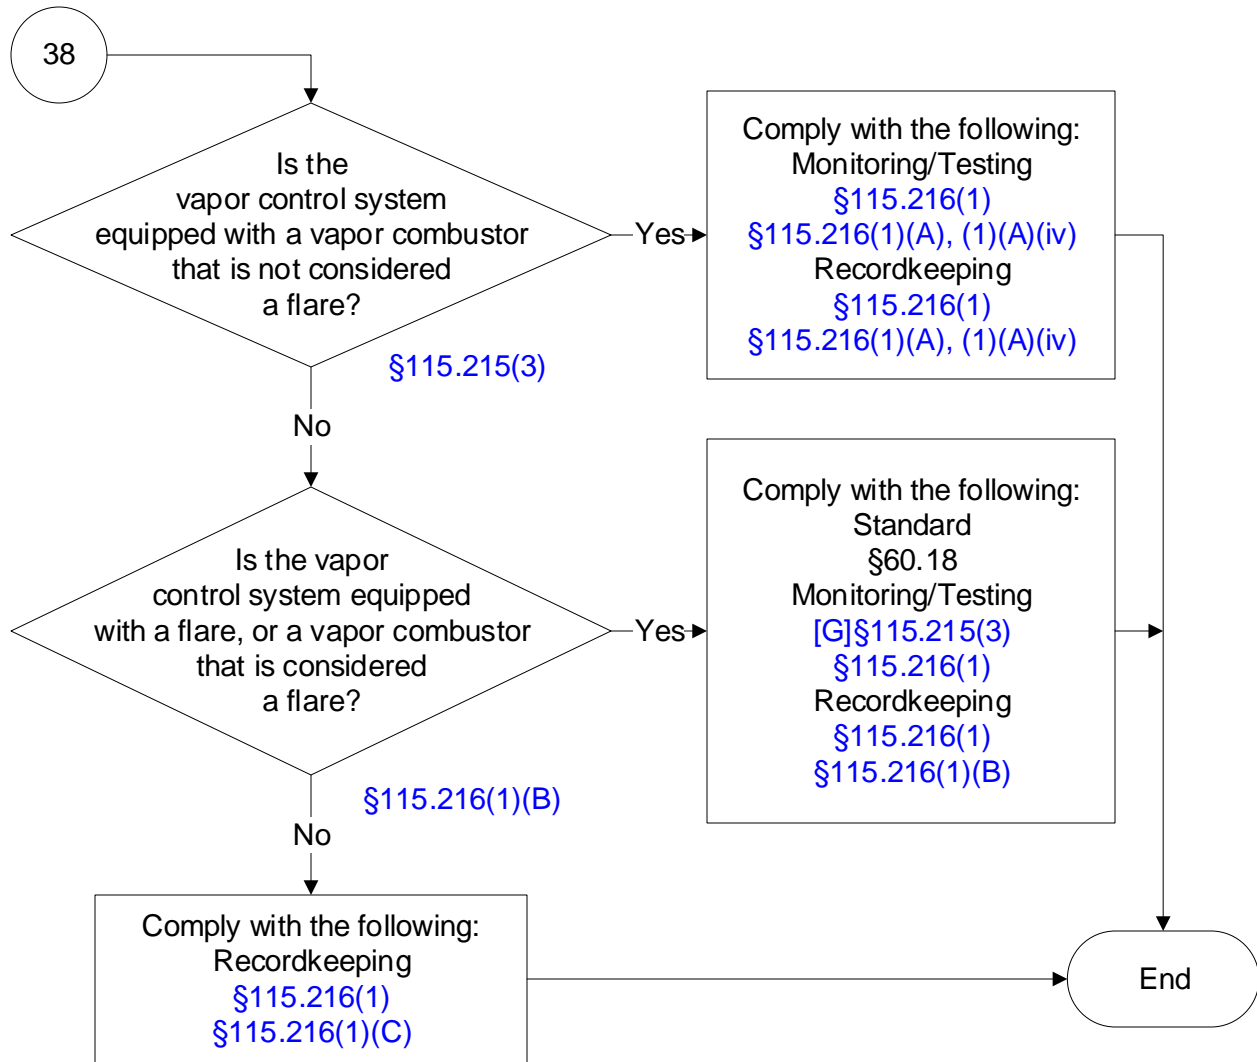 38
Is the
vapor control system
equipped with a vapor combustor
that is not considered
a flare?
§115.215(3)
Yes
Comply with the following:
Monitoring/Testing
§115.216(1)
§115.216(1)(A), (1)(A)(iv)
Recordkeeping
§115.216(1)
§115.216(1)(A), (1)(A)(iv)
No
Is the vapor
control system equipped
with a flare, or a vapor combustor
that is considered
a flare?
§115.216(1)(B)
Yes
Comply with the following:
Standard
§60.18
Monitoring/Testing
[G]§115.215(3)
§115.216(1)
Recordkeeping
§115.216(1)
§115.216(1)(B)
No
Comply with the following:
Recordkeeping
§115.216(1)
§115.216(1)(C)
End